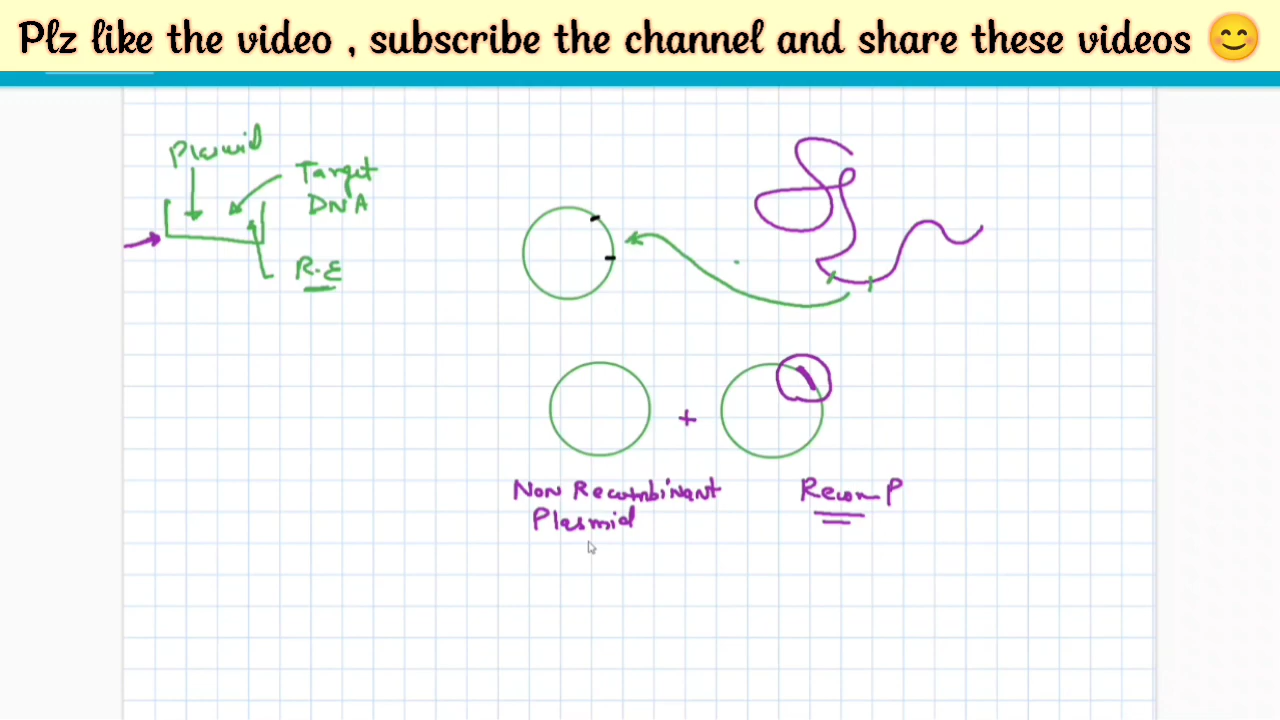 Plz like the video , subscribe the channel and share these videos 😊
Plasmid
Target
DNA
R.E
+
Non Recombinant
Plasmid
Recom P